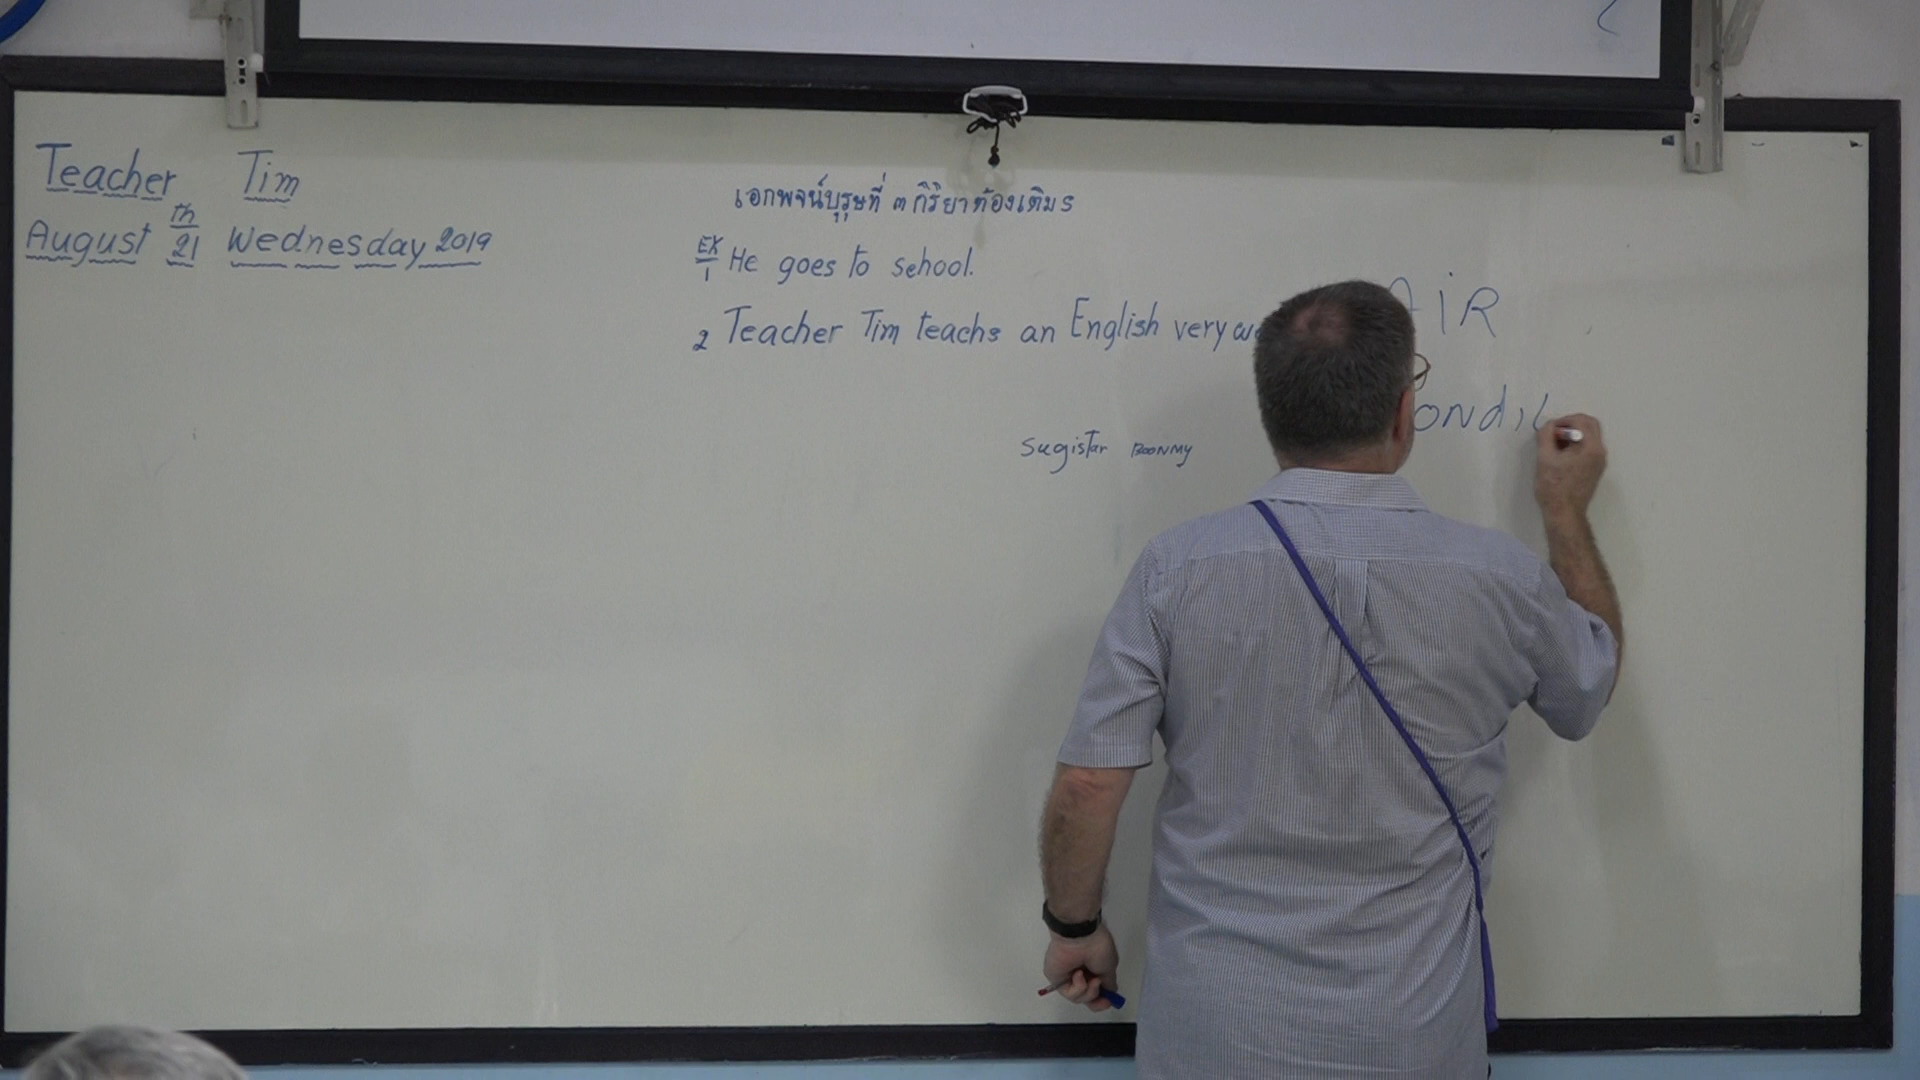 Teacher Tim
August 21th Wednesday 2019
เอกพจน์บุรุษที่ ๓ กิริยาต้องเติม s
EX 1 He goes to sehool.
2 Teacher Tim teachs an English very
Sugistar BOONMY
AiR